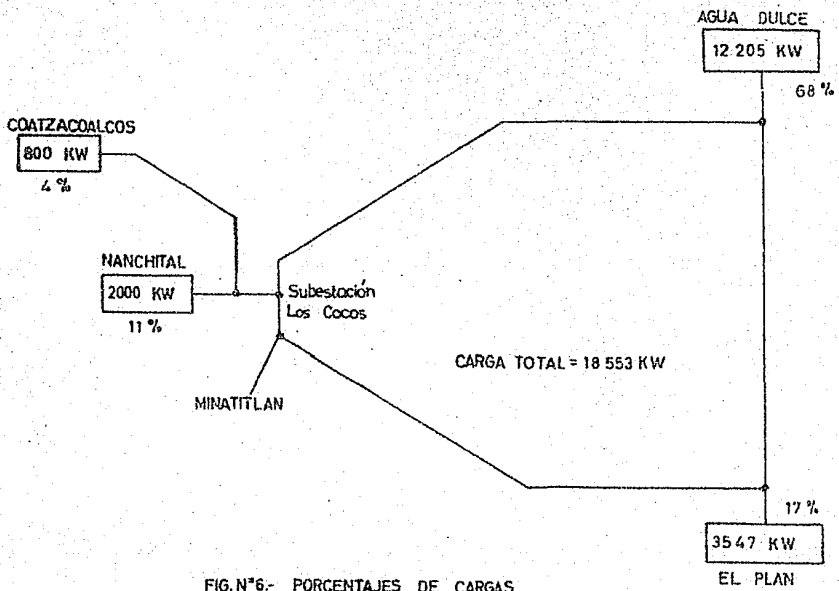 AGUA DULCE
12 205 KW
68 %
COATZACOALCOS
800 KW
4 %
NANCHITAL
2000 KW
11 %
Subestación
Los Cocos
MINATITLAN
CARGA TOTAL = 18 553 KW
17 %
3547 KW
EL PLAN
FIG. Nº6.- PORCENTAJES DE CARGAS